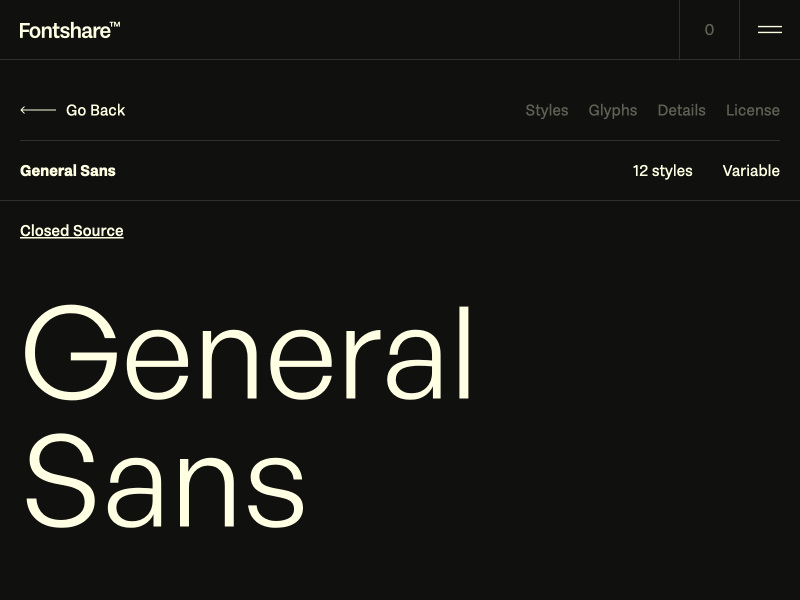 Fontshare™
0
Go Back
Styles Glyphs Details License
General Sans
12 styles Variable
Closed Source
General
Sans